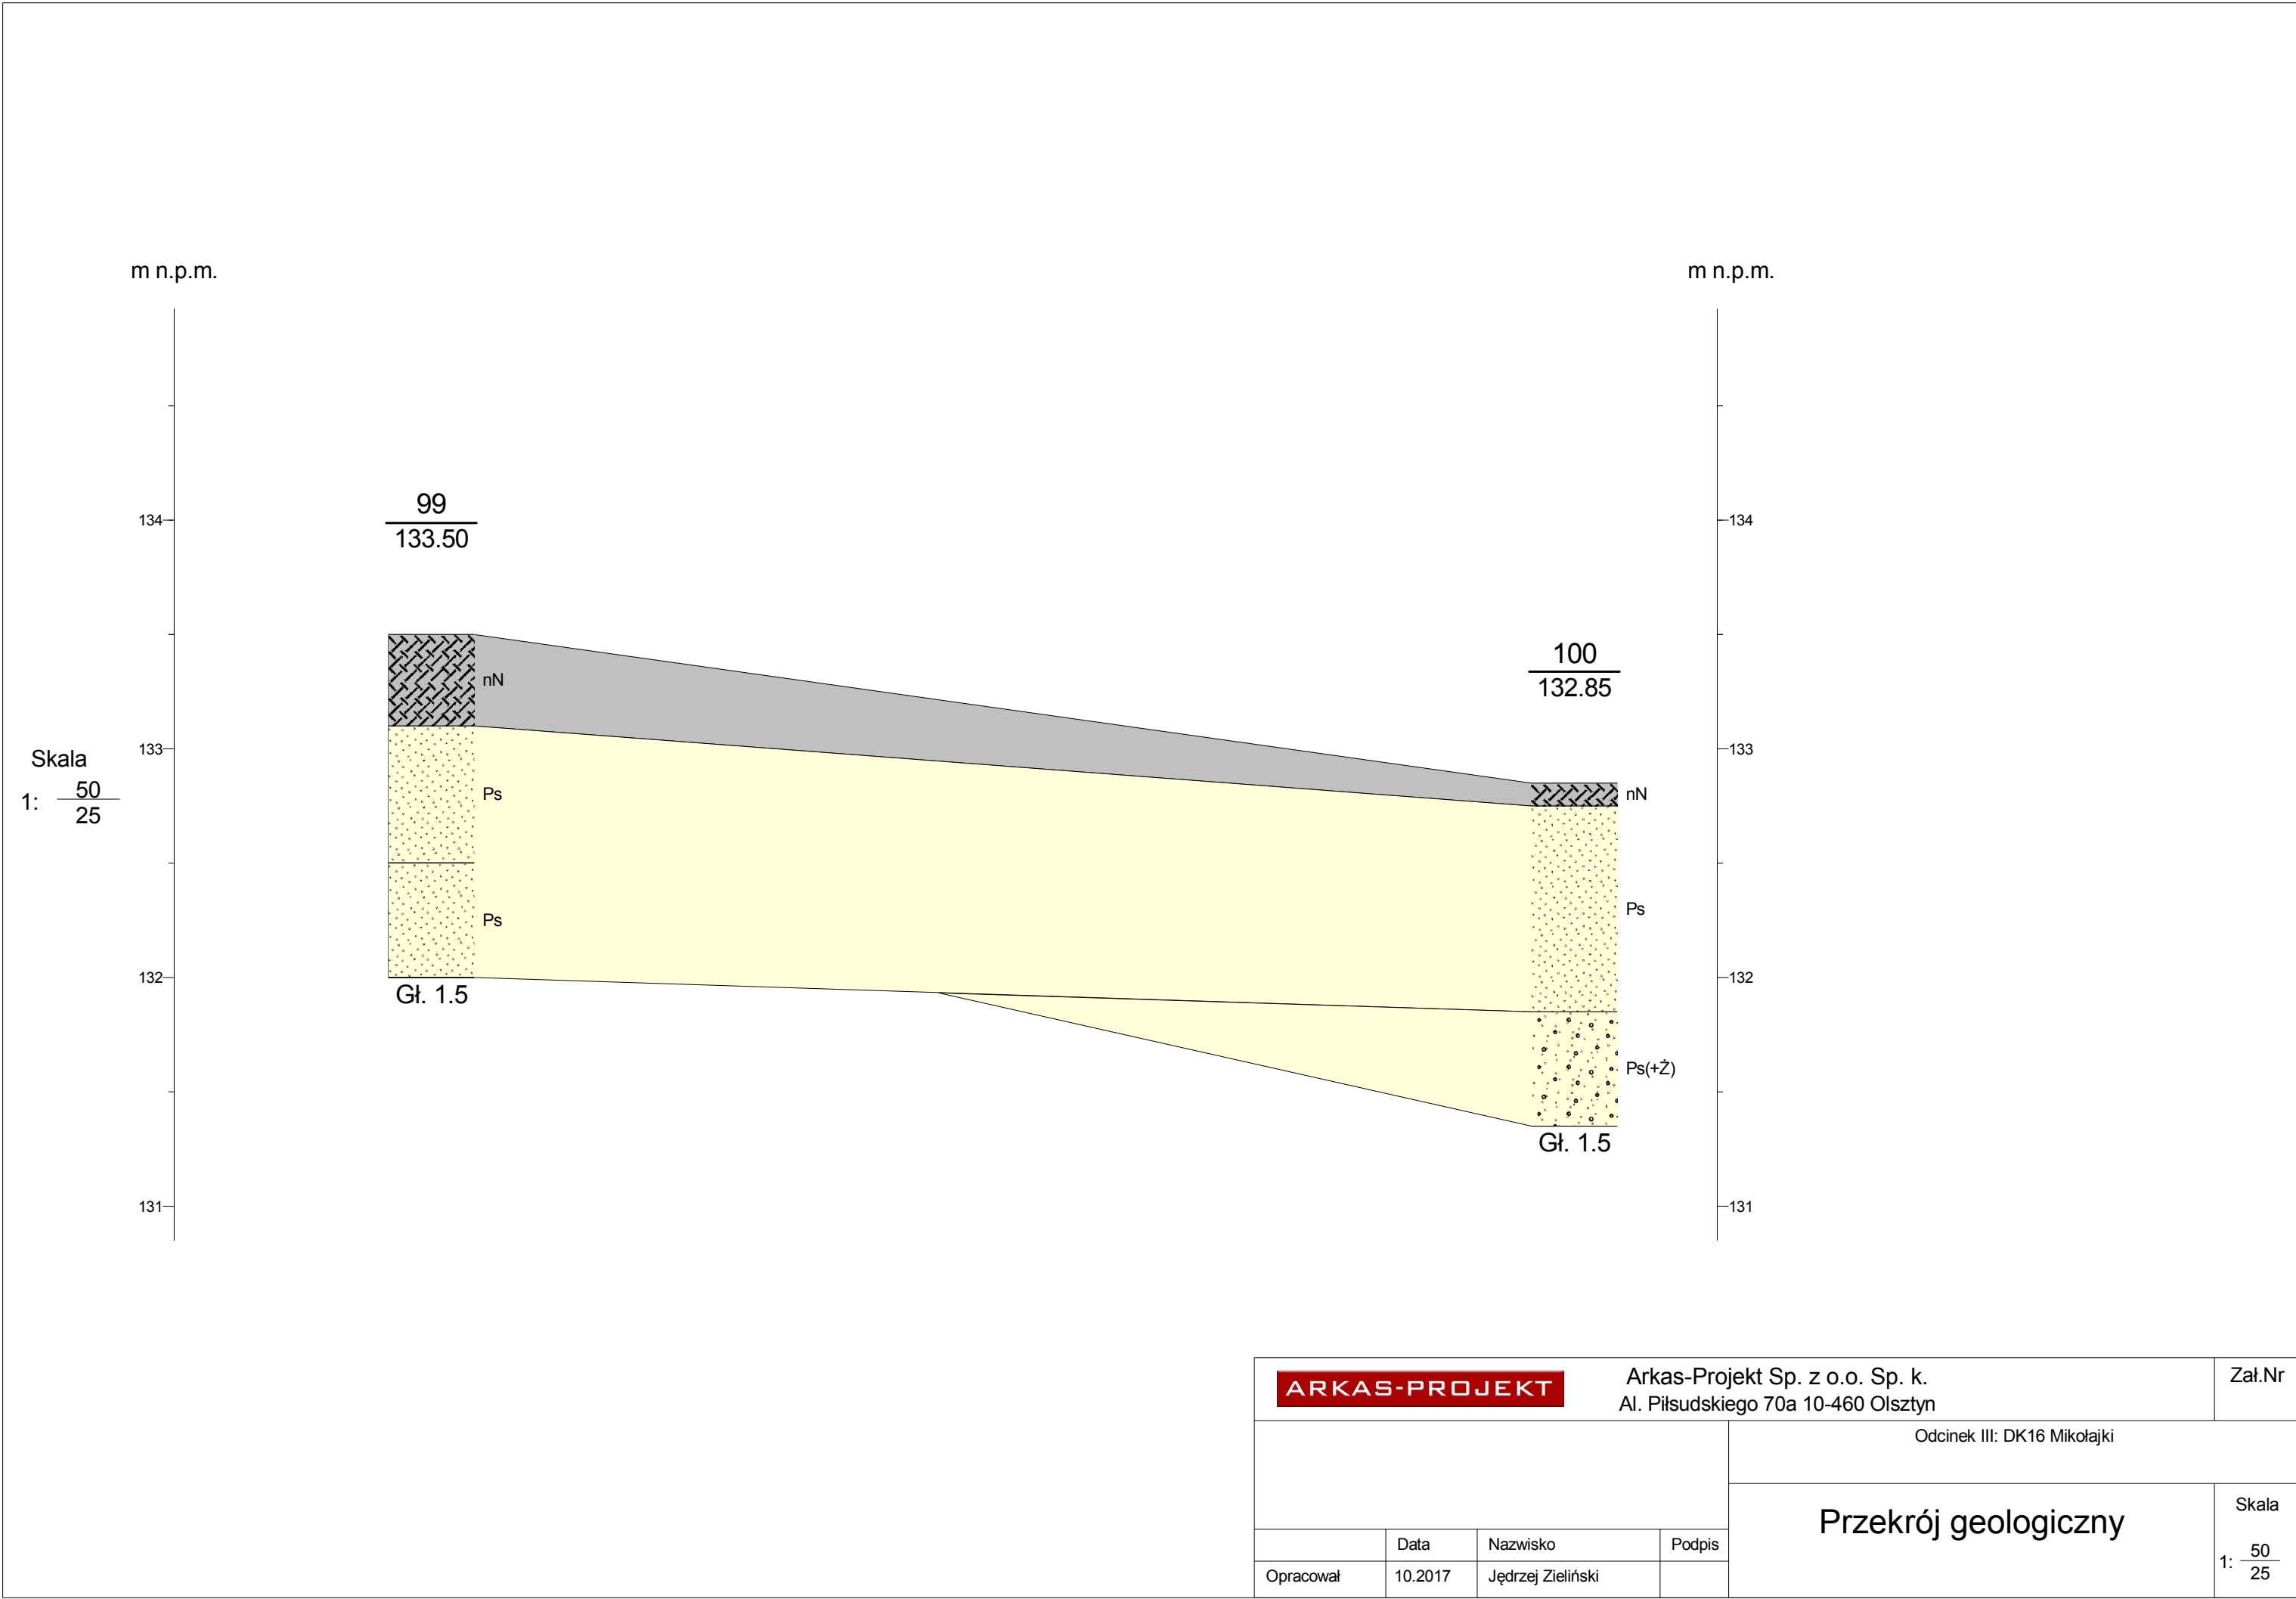 m n.p.m.
m n.p.m.
99
133.50
134
134
100
132.85
nN
133
133
Skala
1: 50
25
Ps
nN
Ps
Ps
132
132
Gł. 1.5
Ps(+Ż)
Gł. 1.5
131
131
ARKAS-PROJEKT
Arkas-Projekt Sp. z o.o. Sp. k.
Al. Piłsudskiego 70a 10-460 Olsztyn
Zał.Nr
Odcinek III: DK16 Mikołajki
Przekrój geologiczny
Skala
1: 50
25
Data
Nazwisko
Podpis
Opracował
10.2017
Jędrzej Zieliński